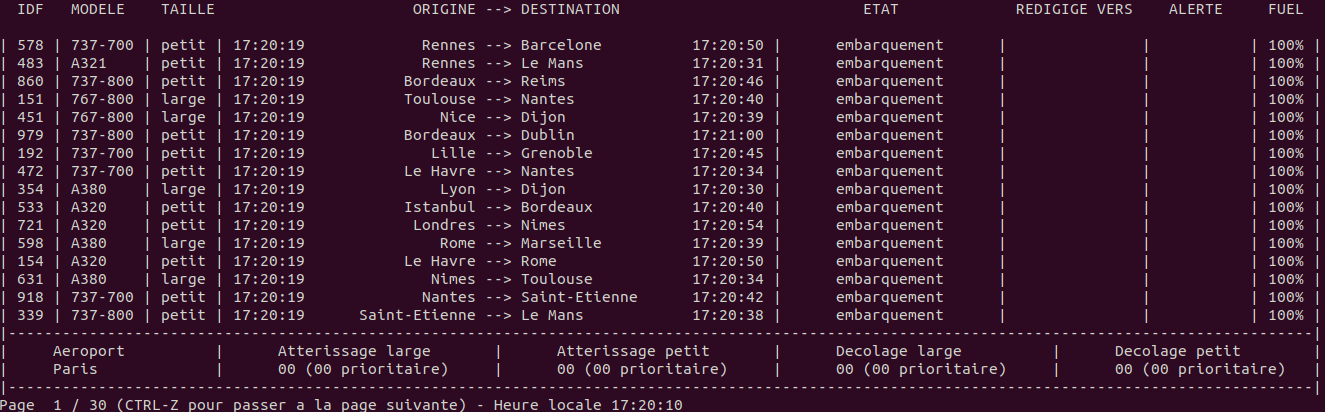 IDF MODELE TAILLE ORIGINE --> DESTINATION ETAT REDIGIGE VERS ALERTE FUEL
| 578 | 737-700 | petit | 17:20:19 Rennes --> Barcelone 17:20:50 | embarquement | | | 100% |
| 483 | A321 | petit | 17:20:19 Rennes --> Le Mans 17:20:31 | embarquement | | | 100% |
| 860 | 737-800 | petit | 17:20:19 Bordeaux --> Reims 17:20:46 | embarquement | | | 100% |
| 151 | 767-800 | large | 17:20:19 Toulouse --> Nantes 17:20:40 | embarquement | | | 100% |
| 451 | 767-800 | large | 17:20:19 Nice --> Dijon 17:20:39 | embarquement | | | 100% |
| 979 | 737-800 | petit | 17:20:19 Bordeaux --> Dublin 17:21:00 | embarquement | | | 100% |
| 192 | 737-700 | petit | 17:20:19 Lille --> Grenoble 17:20:45 | embarquement | | | 100% |
| 472 | 737-700 | petit | 17:20:19 Le Havre --> Nantes 17:20:34 | embarquement | | | 100% |
| 354 | A380 | large | 17:20:19 Lyon --> Dijon 17:20:30 | embarquement | | | 100% |
| 533 | A320 | petit | 17:20:19 Istanbul --> Bordeaux 17:20:40 | embarquement | | | 100% |
| 721 | A320 | petit | 17:20:19 Londres --> Nimes 17:20:54 | embarquement | | | 100% |
| 598 | A380 | large | 17:20:19 Rome --> Marseille 17:20:39 | embarquement | | | 100% |
| 154 | A320 | petit | 17:20:19 Le Havre --> Rome 17:20:50 | embarquement | | | 100% |
| 631 | A380 | large | 17:20:19 Nimes --> Toulouse 17:20:34 | embarquement | | | 100% |
| 918 | 737-700 | petit | 17:20:19 Nantes --> Saint-Etienne 17:20:42 | embarquement | | | 100% |
| 339 | 737-800 | petit | 17:20:19 Saint-Etienne --> Le Mans 17:20:38 | embarquement | | | 100% |
| Aeroport | Atterissage large | Atterissage petit | Decolage large | Decolage petit |
| Paris | 00 (00 prioritaire) | 00 (00 prioritaire) | 00 (00 prioritaire) | 00 (00 prioritaire) |
Page 1 / 30 (CTRL-Z pour passer a la page suivante) - Heure locale 17:20:10